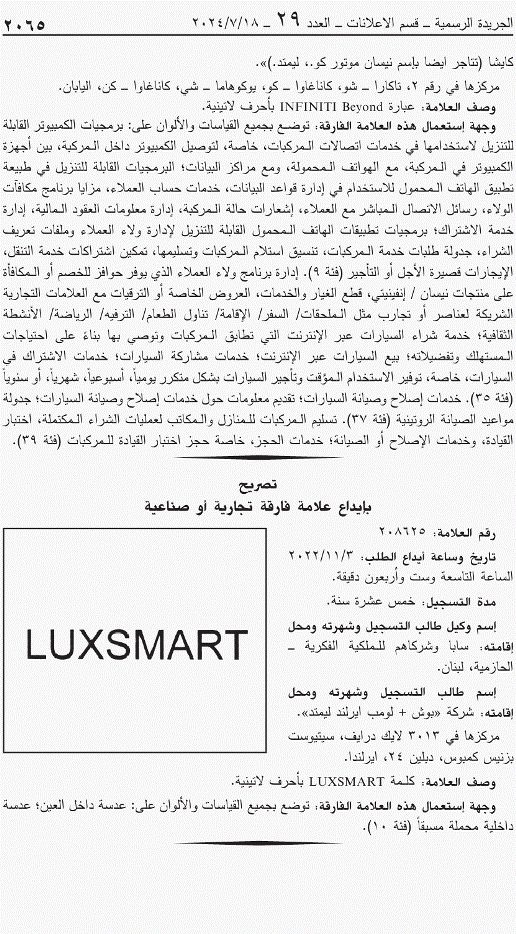 الجريدة الرسمية ــ قسم الاعلانات ــ العدد ٢٩ ــ ٢٠٢٤/٧/١٨ ٢٠٦٥
كايشا (تتاجر ايضا بإسم نيسان موتور كو.، ليمتد.)».
مركزها في رقم ٢، تاكارا ــ شو، كاناغاوا ــ كو، يوكوهاما ــ شي، كاناغاوا ــ كن، اليابان.
وصف العلامة: عبارة INFINITI Beyond بأحرف لاتينية.
وجهة إستعمال هذه العلامة الفارقة: توضع بجميع القياسات والألوان على: برمجيات الكمبيوتر القابلة
للتنزيل لاستخدامها في خدمات اتصالات المركبات، خاصة، لتوصيل الكمبيوتر داخل المركبة، بين أجهزة
الكمبيوتر في المركبة، مع الهواتف المحمولة، ومع مراكز البيانات؛ البرمجيات القابلة للتنزيل في طبيعة
تطبيق الهاتف المحمول للاستخدام في إدارة قواعد البيانات، خدمات حساب العملاء، مزايا برنامج مكافآت
الولاء، رسائل الاتصال المباشر مع العملاء، إشعارات حالة المركبة، إدارة معلومات العقود المالية، إدارة
خدمة الاشتراك؛ برمجيات تطبيقات الهاتف المحمول القابلة للتنزيل لإدارة ولاء العملاء وملفات تعريف
الشراء، جدولة طلبات خدمة المركبات، تنسيق استلام المركبات وتسليمها، تمكين اشتراكات خدمة التنقل،
الإيجارات قصيرة الأجل أو التأجير (فئة ٩). إدارة برنامج ولاء العملاء الذي يوفر حوافز للخصم أو المكافأة
على منتجات نيسان / إنفينيتي، قطع الغيار والخدمات، العروض الخاصة أو الترقيات مع العلامات التجارية
الشريكة لعناصر أو تجارب مثل الملحقات/ السفر/ الإقامة/ تناول الطعام/ الترفيه/ الرياضة/ الأنشطة
الثقافية؛ خدمة شراء السيارات عبر الإنترنت التي تطابق المركبات وتوصي بها بناءً على احتياجات
المستهلك وتفضيلاته؛ بيع السيارات عبر الإنترنت؛ خدمات مشاركة السيارات؛ خدمات الاشتراك في
السيارات، خاصة، توفير الاستخدام المؤقت وتأجير السيارات بشكل متكرر يومياً، أسبوعياً، شهرياً، أو سنوياً
(فئة ٣٥). خدمات إصلاح وصيانة السيارات؛ تقديم معلومات حول خدمات إصلاح وصيانة السيارات؛ جدولة
مواعيد الصيانة الروتينية (فئة ٣٧). تسليم المركبات للمنازل والمكاتب لعمليات الشراء المكتملة، اختبار
القيادة، وخدمات الإصلاح أو الصيانة؛ خدمات الحجز، خاصة حجز اختبار القيادة للمركبات (فئة ٣٩).
تصريح
بإيداع علامة فارقة تجارية أو صناعية
رقم العلامة: ٢٠٨٦٢٥
تاريخ وساعة أيداع الطلب: ٢٠٢٢/١١/٣
الساعة التاسعة وست وأربعون دقيقة.
مدة التسجيل: خمس عشرة سنة.
إسم وكيل طالب التسجيل وشهرته ومحل
إقامته: سابا وشركاهم للملكية الفكرية ــ
الحازمية، لبنان.
إسم طالب التسجيل وشهرته ومحل
إقامته: شركة «بوش + لومب ايرلند ليمتد».
مركزها في ٣٠١٣ لايك درايف، سيتيوست
بزنيس كمبوس، دبلين ٢٤، ايرلندا.
LUXSMART
وصف العلامة: كلمة LUXSMART بأحرف لاتينية.
وجهة إستعمال هذه العلامة الفارقة: توضع بجميع القياسات والألوان على: عدسة داخل العين؛ عدسة
داخلية محملة مسبقاً (فئة ١٠).